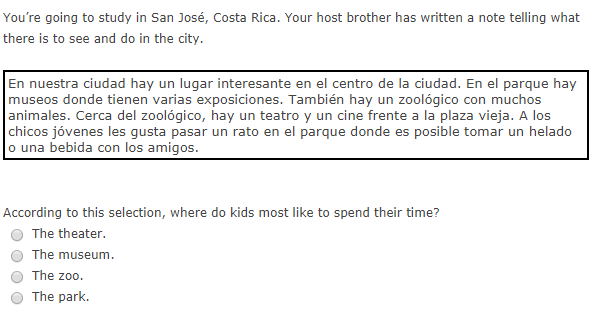 You're going to study in San José, Costa Rica. Your host brother has written a note telling what
there is to see and do in the city.
En nuestra ciudad hay un lugar interesante en el centro de la ciudad. En el parque hay
museos donde tienen varias exposiciones. También hay un zoológico con muchos
animales. Cerca del zoológico, hay un teatro y un cine frente a la plaza vieja. A los
chicos jóvenes les gusta pasar un rato en el parque donde es posible tomar un helado
o una bebida con los amigos.
According to this selection, where do kids most like to spend their time?
The theater.
The museum.
The zoo.
The park.